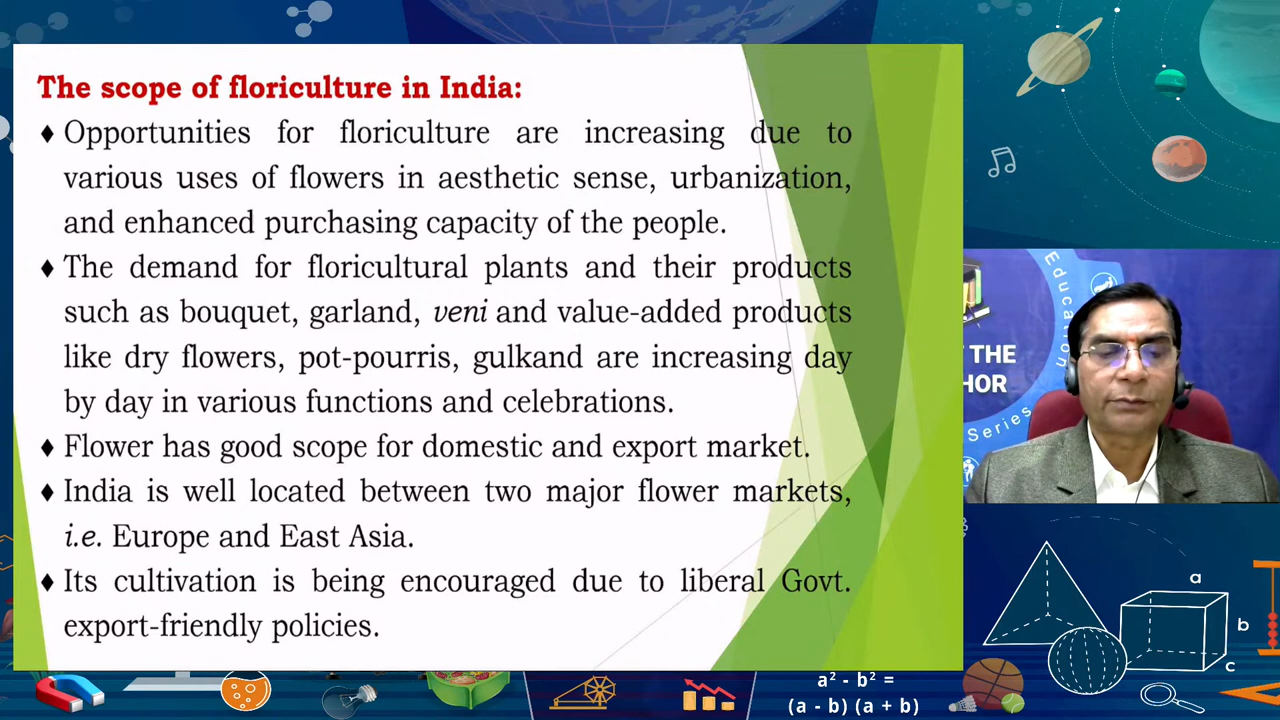 The scope of floriculture in India:
♦ Opportunities for floriculture are increasing due to
various uses of flowers in aesthetic sense, urbanization,
and enhanced purchasing capacity of the people.
♦ The demand for floricultural plants and their products
such as bouquet, garland, veni and value-added products
like dry flowers, pot-pourris, gulkand are increasing day
by day in various functions and celebrations.
♦ Flower has good scope for domestic and export market.
♦ India is well located between two major flower markets,
i.e. Europe and East Asia.
♦ Its cultivation is being encouraged due to liberal Govt.
export-friendly policies.
Education
THE
HOR
Series
a
b
c
a² - b² =
(a - b) (a + b)